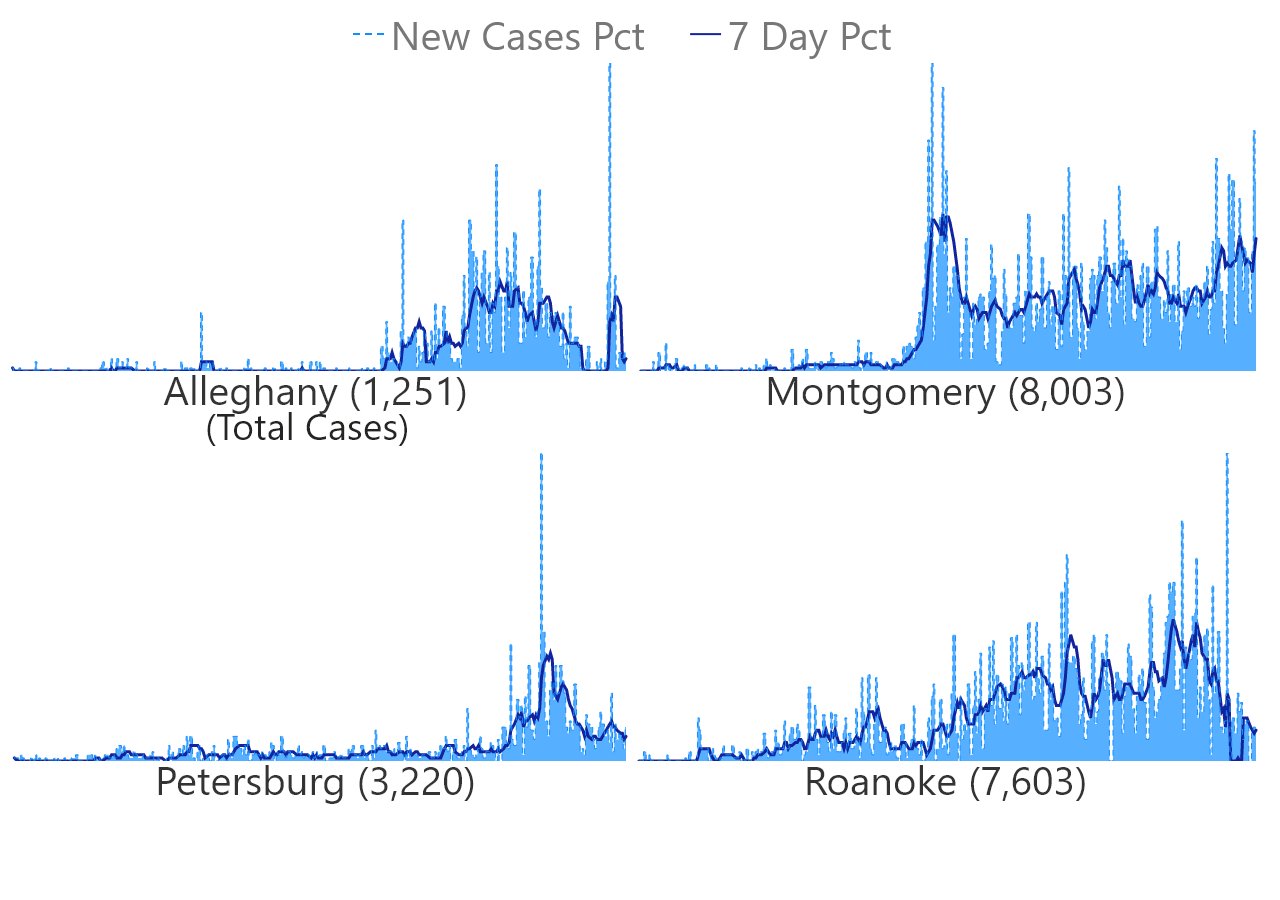 New Cases Pct 7 Day Pct
Alleghany (1,251) Montgomery (8,003)
(Total Cases)
Petersburg (3,220) Roanoke (7,603)